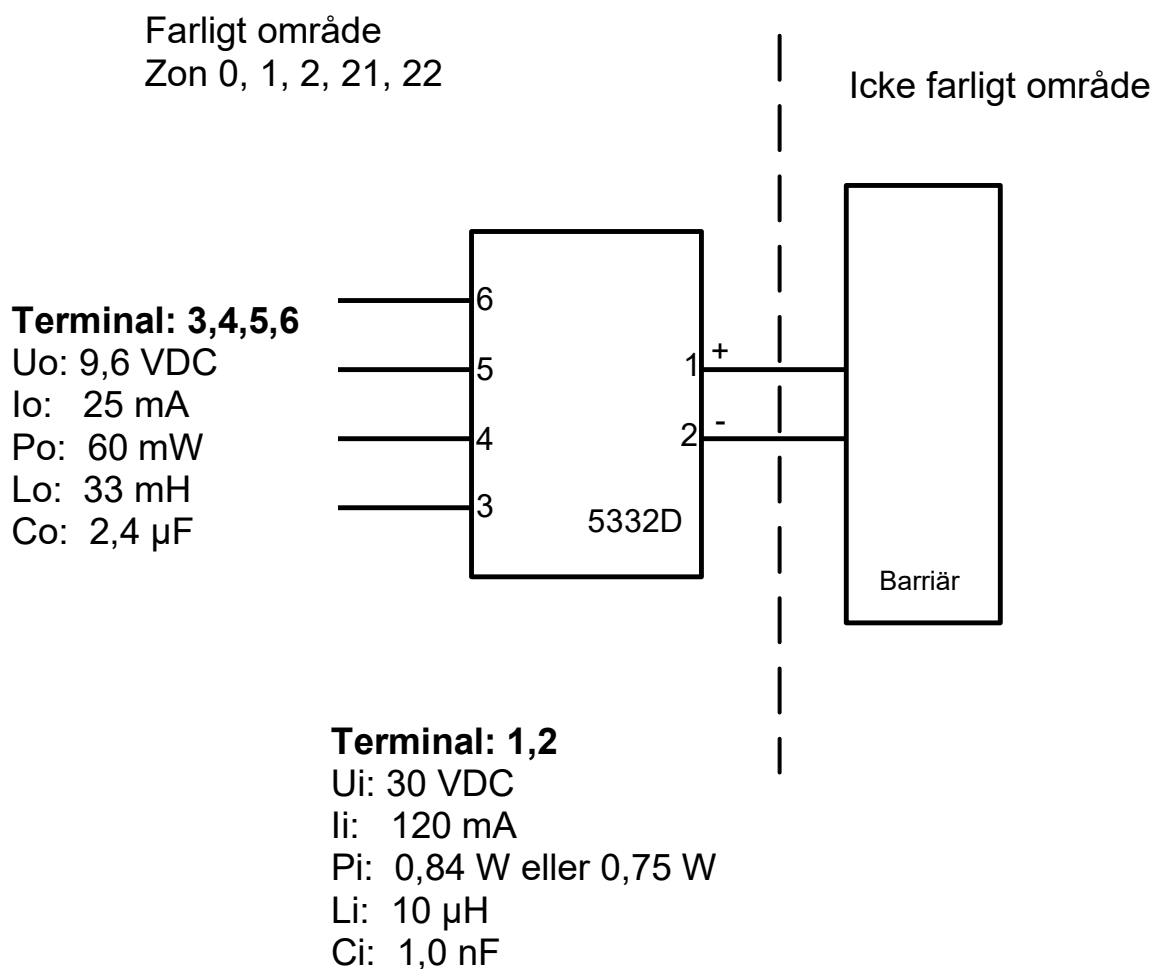 Farligt område
Zon 0, 1, 2, 21, 22
Icke farligt område
Terminal: 3,4,5,6
Uo: 9,6 VDC
Io: 25 mA
Po: 60 mW
Lo: 33 mH
Co: 2,4 µF
6
5
4
3
1
+
2
-
5332D
Barriär
Terminal: 1,2
Ui: 30 VDC
Ii: 120 mA
Pi: 0,84 W eller 0,75 W
Li: 10 µH
Ci: 1,0 nF